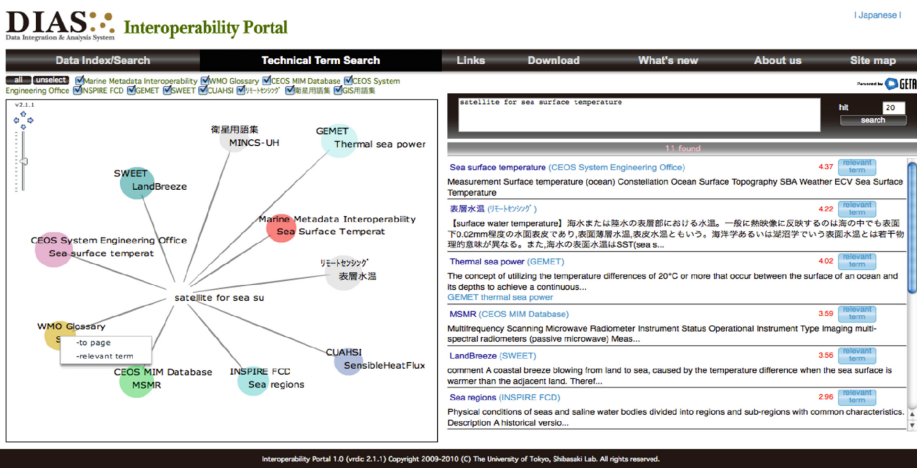 DIAS
Data Integration & Analysis System
Interoperability Portal
| Japanese |
Data Index/Search
Technical Term Search
Links
Download
What's new
About us
Site map
all unselect Marine Metadata Interoperability WMO Glossary CEOS MIM Database CEOS System
Engineering Office INSPIRE FCD GEMET SWEET CUAHSI ﾘﾓｰﾄｾﾝｼﾝｸﾞ 衛星用語集 GIS用語集
Powered by GETA
v2.1.1
衛星用語集
MINCS-UH
GEMET
Thermal sea power
SWEET
LandBreeze
Marine Metadata Interoperability
Sea Surface Temperat
CEOS System Engineering Office
Sea surface temperat
ﾘﾓｰﾄｾﾝｼﾝｸﾞ
表層水温
satellite for sea su
WMO Glossary
S
-to page
-relevant term
CEOS MIM Database
MSMR
INSPIRE FCD
Sea regions
CUAHSI
SensibleHeatFlux
satellite for sea surface temperature
hit 20
search
11 found
Sea surface temperature (CEOS System Engineering Office) 4.37 relevant term
Measurement Surface temperature (ocean) Constellation Ocean Surface Topography SBA Weather ECV Sea Surface
Temperature
表層水温 (ﾘﾓｰﾄｾﾝｼﾝｸﾞ) 4.22 relevant term
【surface water temperature】海水または陸水の表層部における水温。一般に熱映像に反映するのは海の中でも表面
下0.02mm程度の水面表皮であり,表面薄層水温,表皮水温ともいう。海洋学あるいは湖沼学でいう表面水温とは若干物
理的意味が異なる。また,海水の表面水温はSST(sea s...
Thermal sea power (GEMET) 4.02 relevant term
The concept of utilizing the temperature differences of 20°C or more that occur between the surface of an ocean and
its depths to achieve a continuous...
GEMET thermal sea power
MSMR (CEOS MIM Database) 3.59 relevant term
Multifrequency Scanning Microwave Radiometer Instrument Status Operational Instrument Type Imaging multi-
spectral radiometers (passive microwave) Meas...
LandBreeze (SWEET) 3.56 relevant term
comment A coastal breeze blowing from land to sea, caused by the temperature difference when the sea surface is
warmer than the adjacent land. Theref...
Sea regions (INSPIRE FCD) 2.96 relevant term
Physical conditions of seas and saline water bodies divided into regions and sub-regions with common characteristics.
Description A historical versio...
Interoperability Portal 1.0 (vrdic 2.1.1) Copyright 2009-2010 (C) The University of Tokyo, Shibasaki Lab. All rights reserved.